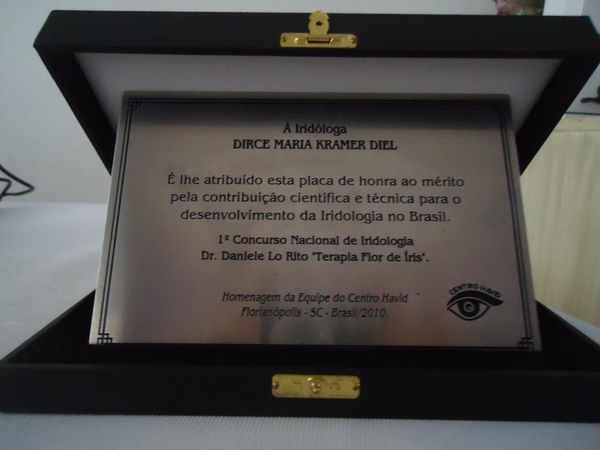 À Iridóloga
DIRCE MARIA KRAMER DIEL
É lhe atribuído esta placa de honra ao mérito
pela contribuição científica e técnica para o
desenvolvimento da Iridologia no Brasil.
1º Concurso Nacional de Iridologia
Dr. Daniele Lo Rito "Terapia Flor de Íris".
Homenagem da Equipe do Centro Havid
Florianópolis - SC - Brasil/2010.
CENTRO HAVID